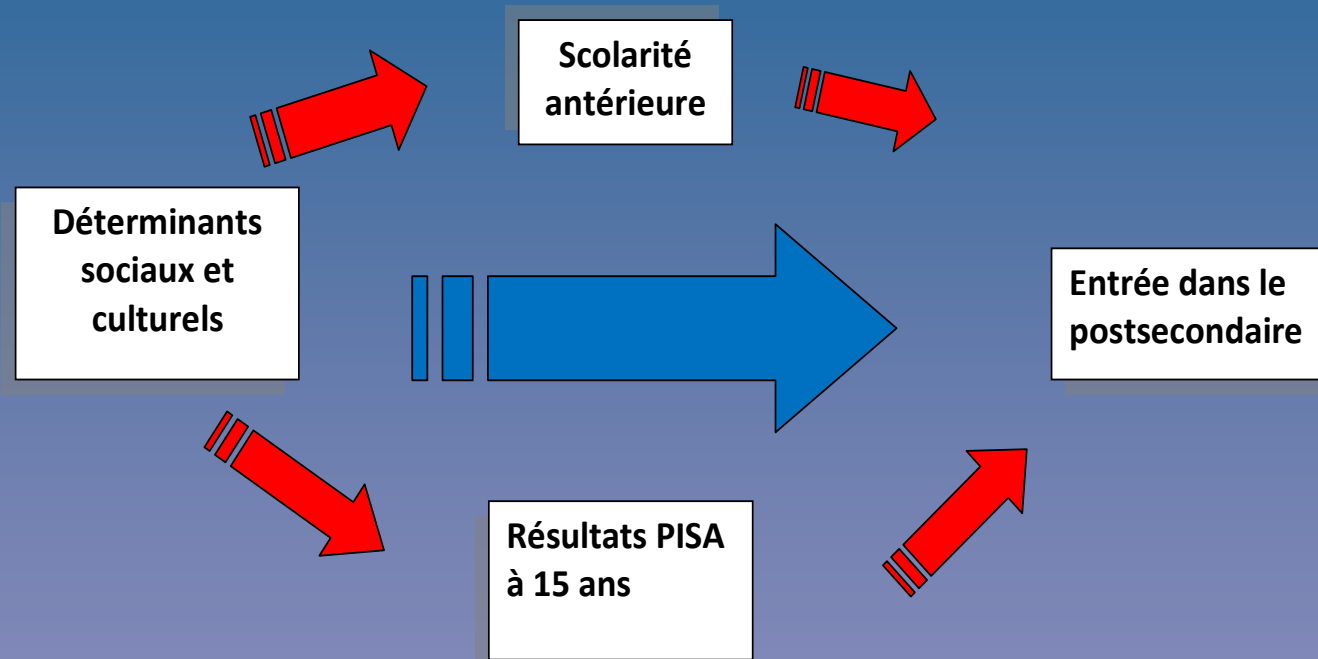 Scolarité
antérieure
Déterminants
sociaux et
culturels
Entrée dans le
postsecondaire
Résultats PISA
à 15 ans